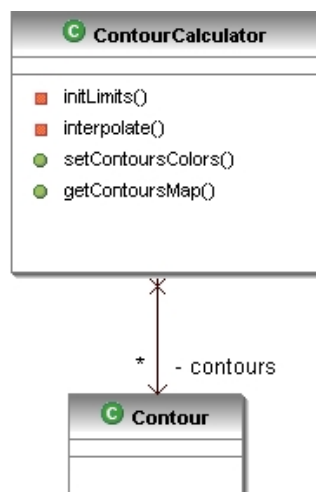 C ContourCalculator
initLimits()
interpolate()
setContoursColors()
getContoursMap()
* - contours
C Contour